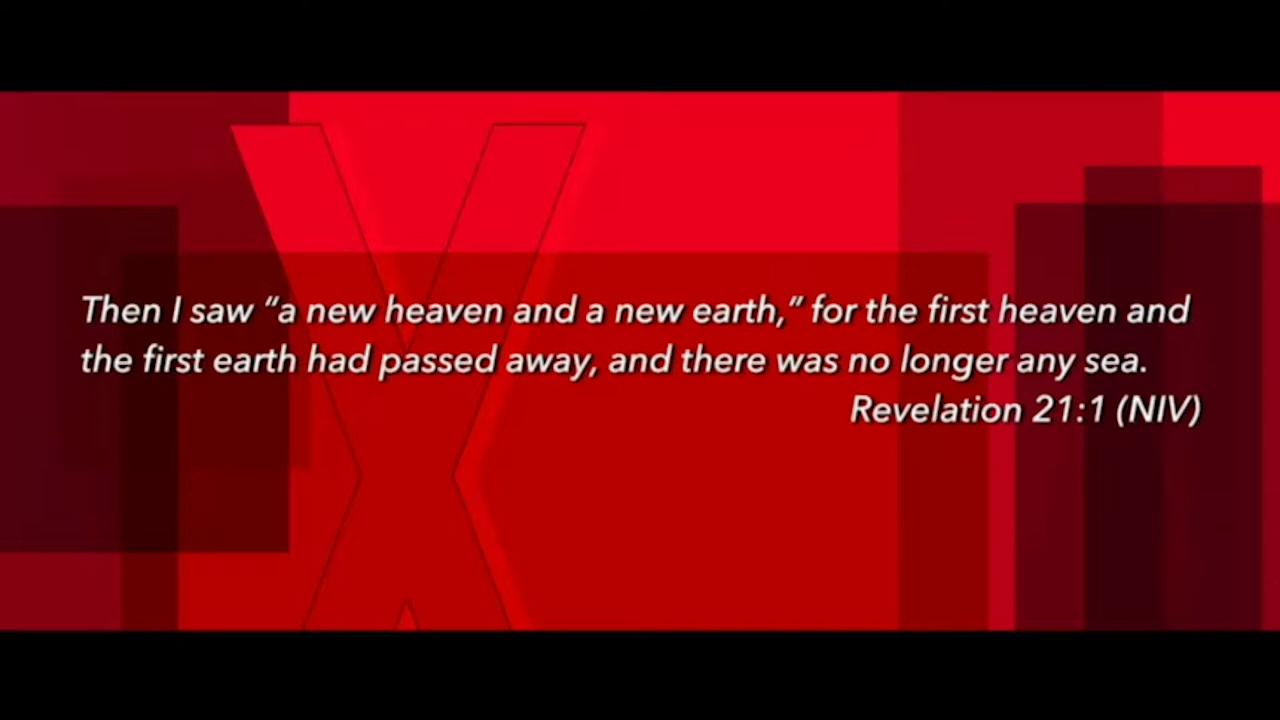 Then I saw “a new heaven and a new earth,” for the first heaven and
the first earth had passed away, and there was no longer any sea.
Revelation 21:1 (NIV)